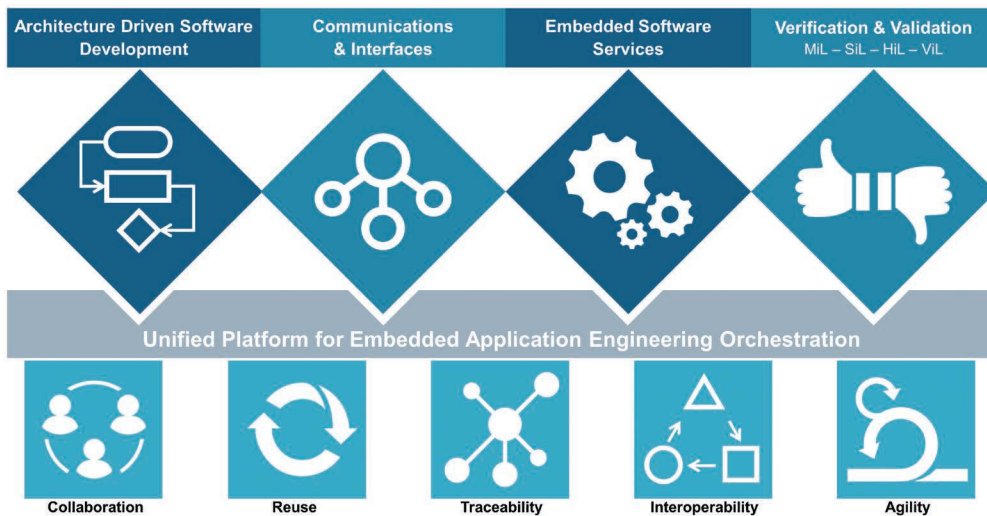 Architecture Driven Software
Development
Communications
& Interfaces
Embedded Software
Services
Verification & Validation
MiL – SiL – HiL – ViL
Unified Platform for Embedded Application Engineering Orchestration
Collaboration
Reuse
Traceability
Interoperability
Agility